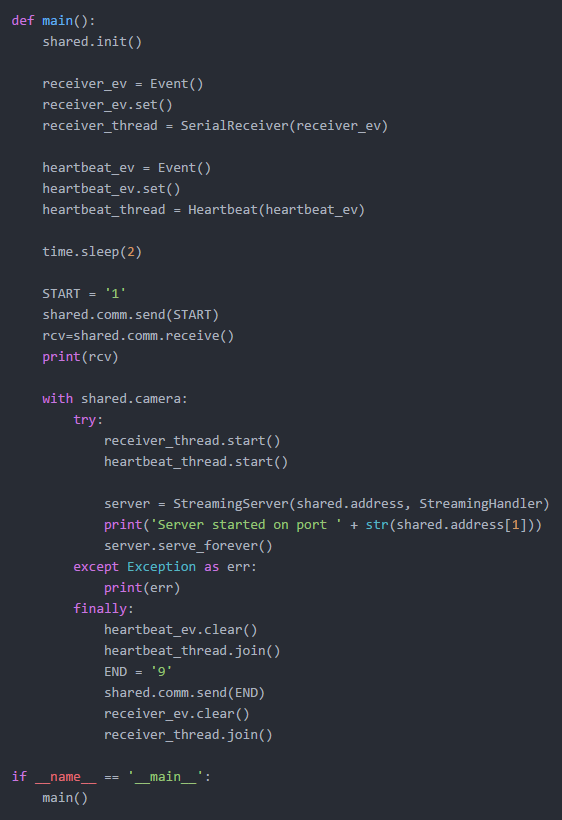 def main():
    shared.init()

    receiver_ev = Event()
    receiver_ev.set()
    receiver_thread = SerialReceiver(receiver_ev)

    heartbeat_ev = Event()
    heartbeat_ev.set()
    heartbeat_thread = Heartbeat(heartbeat_ev)

    time.sleep(2)

    START = '1'
    shared.comm.send(START)
    rcv=shared.comm.receive()
    print(rcv)

    with shared.camera:
        try:
            receiver_thread.start()
            heartbeat_thread.start()

            server = StreamingServer(shared.address, StreamingHandler)
            print('Server started on port ' + str(shared.address[1]))
            server.serve_forever()
        except Exception as err:
            print(err)
        finally:
            heartbeat_ev.clear()
            heartbeat_thread.join()
            END = '9'
            shared.comm.send(END)
            receiver_ev.clear()
            receiver_thread.join()

if __name__ == '__main__':
    main()